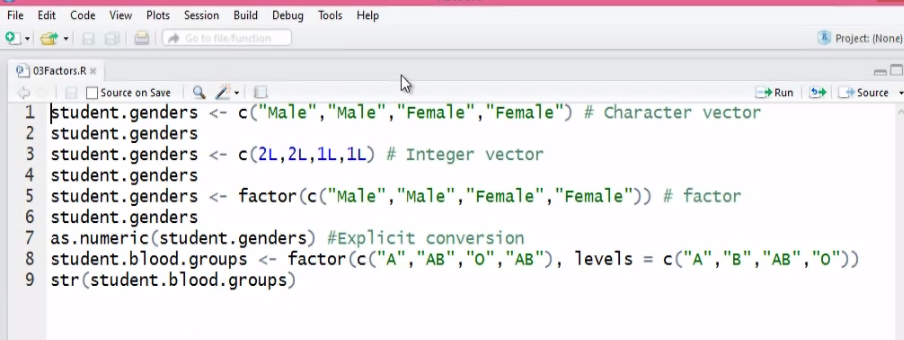 File Edit Code View Plots Session Build Debug Tools Help
Go to file/function
Project: (None)
03Factors.R
Source on Save
Run
Source
1 student.genders <- c("Male","Male","Female","Female") # Character vector
2 student.genders
3 student.genders <- c(2L,2L,1L,1L) # Integer vector
4 student.genders
5 student.genders <- factor(c("Male","Male","Female","Female")) # factor
6 student.genders
7 as.numeric(student.genders) #Explicit conversion
8 student.blood.groups <- factor(c("A","AB","O","AB"), levels = c("A","B","AB","O"))
9 str(student.blood.groups)